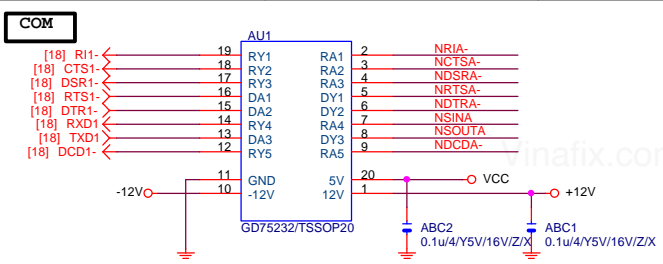 COM
AU1
[18] RI1- 19 RY1 RA1 2 NRIA-
[18] CTS1- 18 RY2 RA2 3 NCTSA-
[18] DSR1- 17 RY3 RA3 4 NDSRA-
[18] RTS1- 16 DA1 DY1 5 NRTSA-
[18] DTR1- 15 DA2 DY2 6 NDTRA-
[18] RXD1 14 RY4 RA4 7 NSINA
[18] TXD1 13 DA3 DY3 8 NSOUTA
[18] DCD1- 12 RY5 RA5 9 NDCDA-
Vinafix.com
11 GND 5V 20 VCC
-12V 10 -12V 12V 1 +12V
GD75232/TSSOP20
ABC2 ABC1
0.1u/4/Y5V/16V/Z/X 0.1u/4/Y5V/16V/Z/X